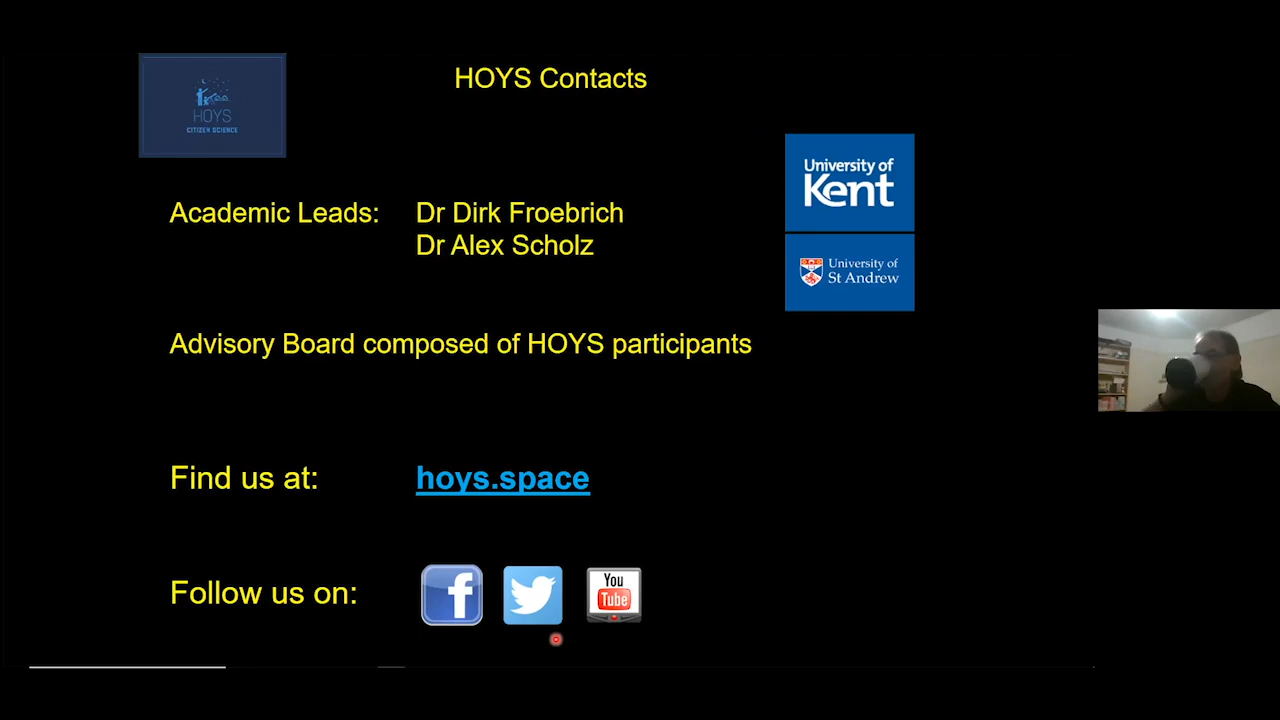 HOYS Contacts
HOYS
CITIZEN SCIENCE
University of
Kent
Academic Leads: Dr Dirk Froebrich
Dr Alex Scholz
University of
St Andrew
Advisory Board composed of HOYS participants
Find us at: hoys.space
Follow us on: f
You
Tube